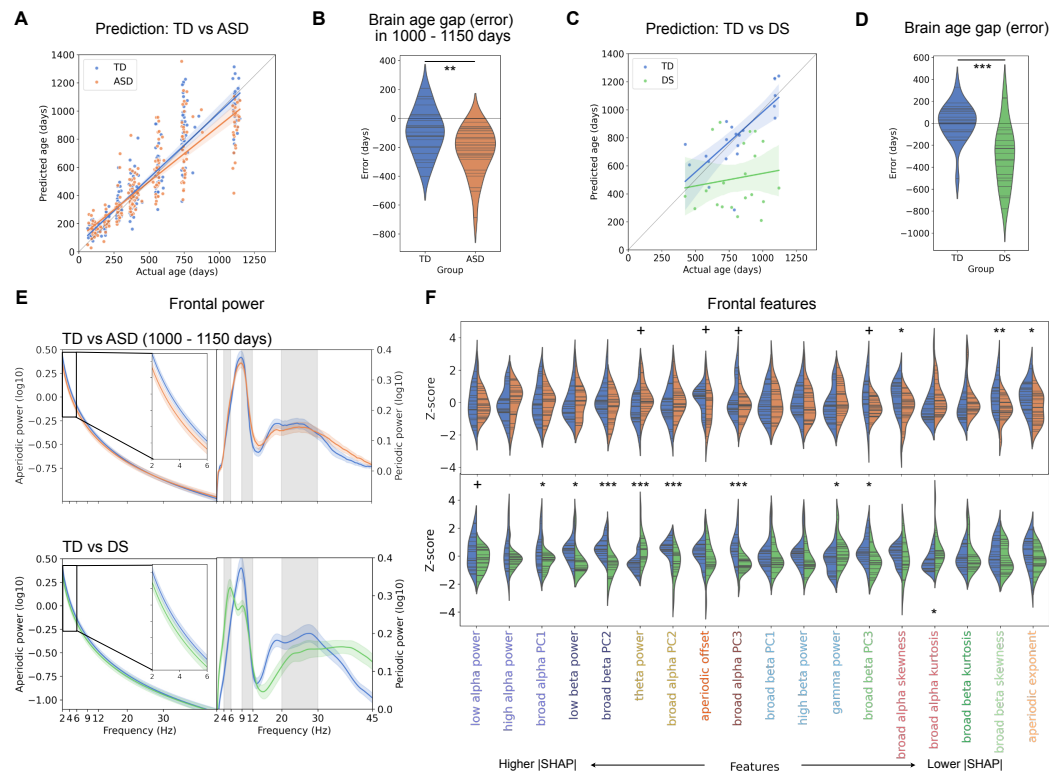 A
Prediction: TD vs ASD
Predicted age (days)
1400
1200
1000
800
600
400
200
0
TD
ASD
0 250 500 750 1000 1250
Actual age (days)
B
Brain age gap (error)
in 1000 - 1150 days
Error (days)
400
200
0
−200
−400
−600
−800
**
TD ASD
Group
C
Prediction: TD vs DS
Predicted age (days)
1400
1200
1000
800
600
400
200
0
TD
DS
0 250 500 750 1000 1250
Actual age (days)
D
Brain age gap (error)
Error (days)
600
400
200
0
−200
−400
−600
−800
−1000
***
TD DS
Group
E
Frontal power
TD vs ASD (1000 - 1150 days)
Aperiodic power (log10)
0.50
0.25
0.00
−0.25
−0.50
−0.75
2 4 6
Periodic power (log10)
0.4
0.3
0.2
0.1
0.0
TD vs DS
Aperiodic power (log10)
0.50
0.25
0.00
−0.25
−0.50
−0.75
−1.00
2 4 6
Periodic power (log10)
0.4
0.3
0.2
0.1
0.0
2 4 6 9 12 20 30
2 4 6 9 12 20 30 45
Frequency (Hz) Frequency (Hz)
F
Frontal features
Z-score
4
2
0
−2
−4
+ + + + * ** *
Z-score
4
2
0
−2
−4
+ * * *** *** *** *** * * *
low alpha power
high alpha power
broad alpha PC1
low beta power
broad beta PC2
theta power
broad alpha PC2
aperiodic offset
broad alpha PC3
broad beta PC1
high beta power
gamma power
broad beta PC3
broad alpha skewness
broad alpha kurtosis
broad beta kurtosis
broad beta skewness
aperiodic exponent
Higher |SHAP| Features Lower |SHAP|